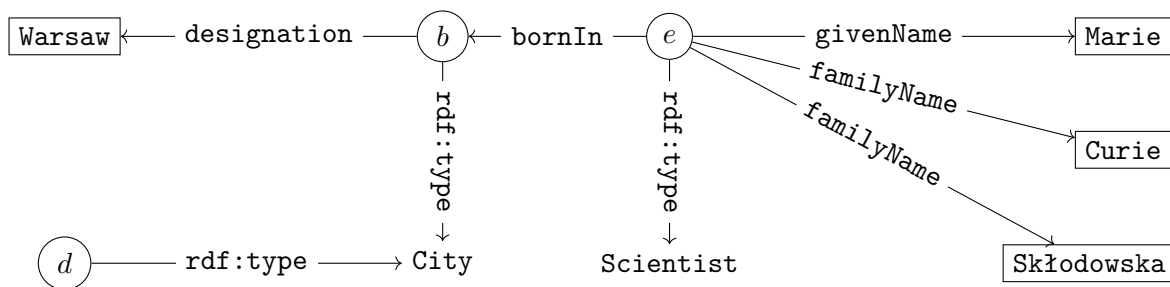 Warsaw designation b bornIn e givenName Marie
familyName
familyName
rdf:type
rdf:type
Curie
d rdf:type City Scientist Skłodowska